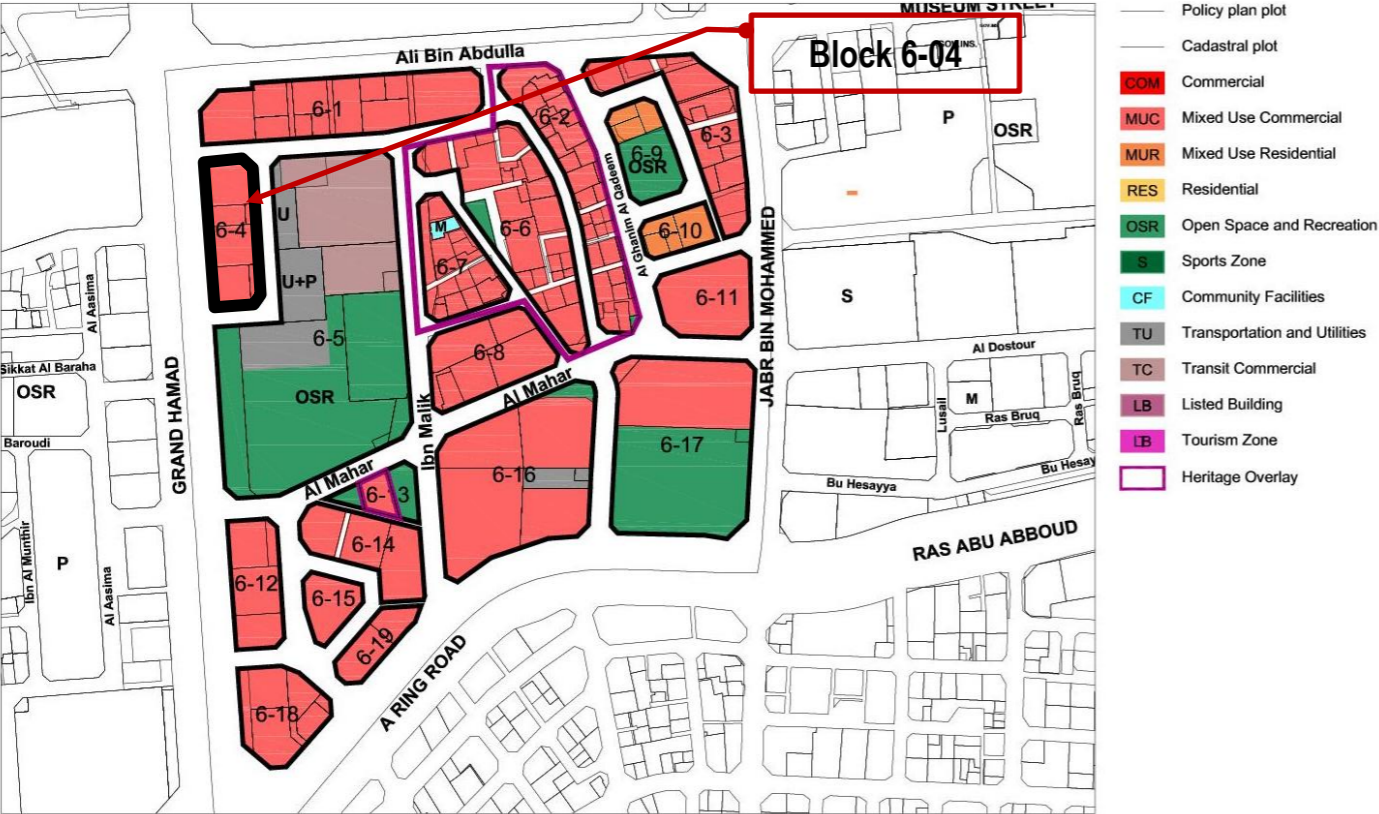 MUSEUM STREET
Block 6-04
Ali Bin Abdulla
6-1
6-2
6-3
P
OSR
6-9
OSR
6-4
U
M
6-6
6-7
Al Ghanim Al Qadeem
6-10
U+P
6-5
6-11
S
JABR BIN MOHAMMED
Al Aasima
Sikkat Al Baraha
OSR
OSR
6-8
Al Mahar
Al Dostour
GRAND HAMAD
Ibn Malik
Baroudi
M
Lusail
Ras Bruq
Ras Bruq
6-17
6-16
Al Mahar
6-13
Bu Hesayya
Bu Hesay
6-14
RAS ABU ABBOUD
Ibn Al Munthir
P
Al Aasima
6-12
6-15
6-19
A RING ROAD
6-18
Policy plan plot
Cadastral plot
COM Commercial
MUC Mixed Use Commercial
MUR Mixed Use Residential
RES Residential
OSR Open Space and Recreation
S Sports Zone
CF Community Facilities
TU Transportation and Utilities
TC Transit Commercial
LB Listed Building
Tourism Zone
Heritage Overlay